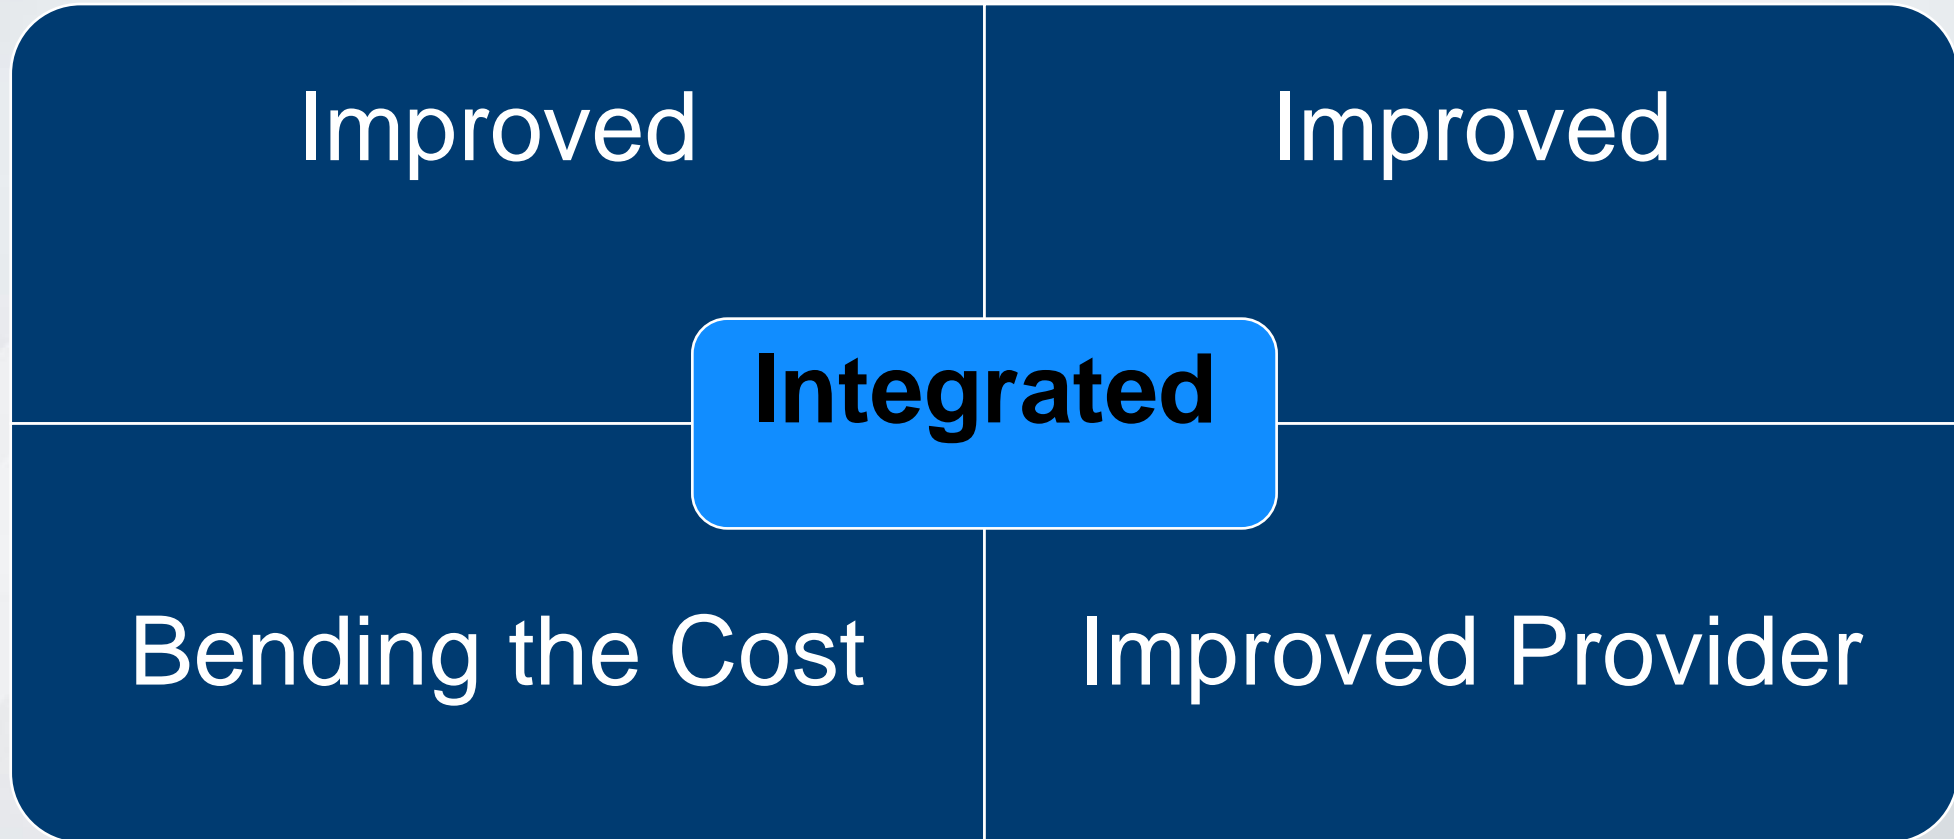 Improved
Improved
Integrated
Bending the Cost
Improved Provider